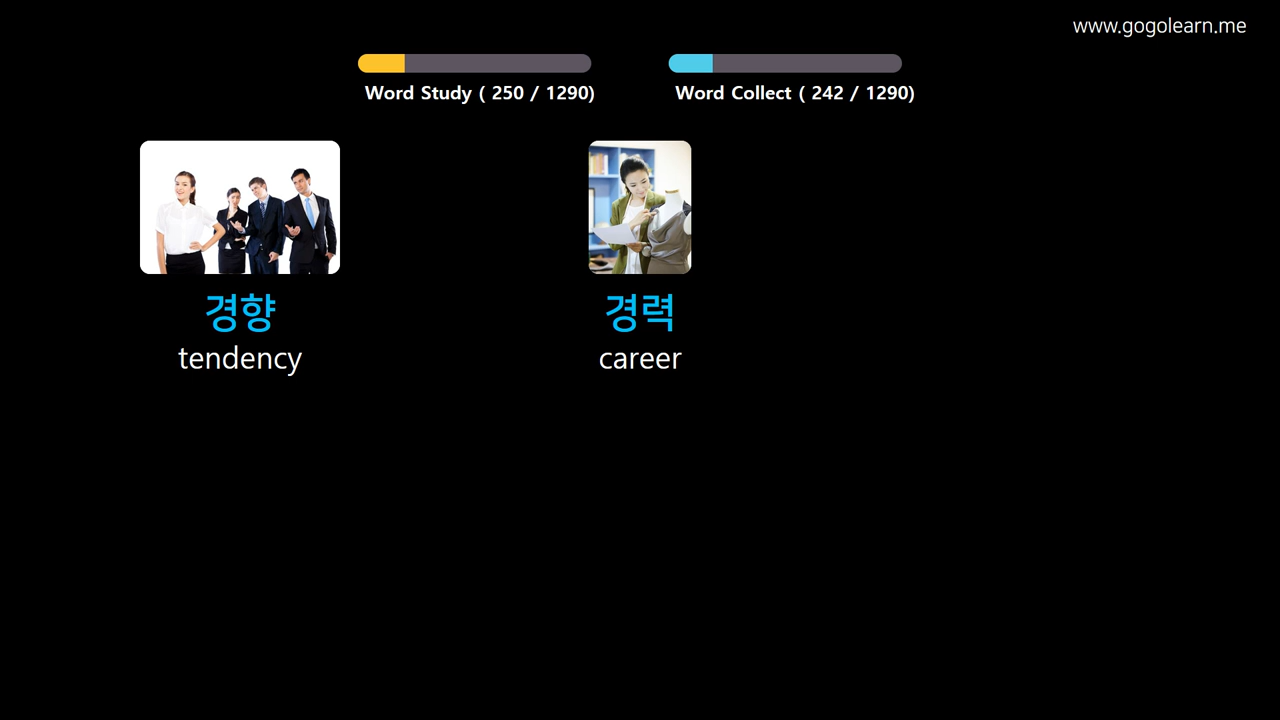 www.gogolearn.me
Word Study ( 250 / 1290)
Word Collect ( 242 / 1290)
경향
tendency
경력
career